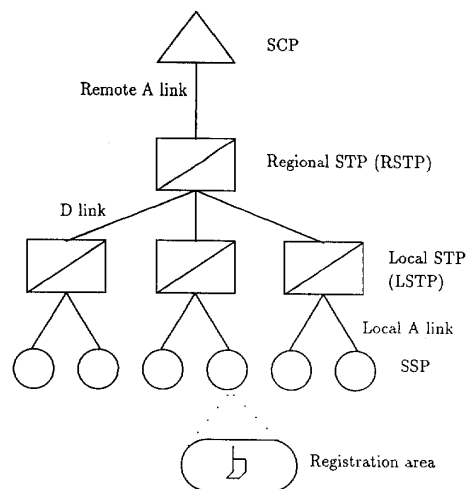 SCP
Remote A link
Regional STP (RSTP)
D link
Local STP
(LSTP)
Local A link
SSP
Registration area